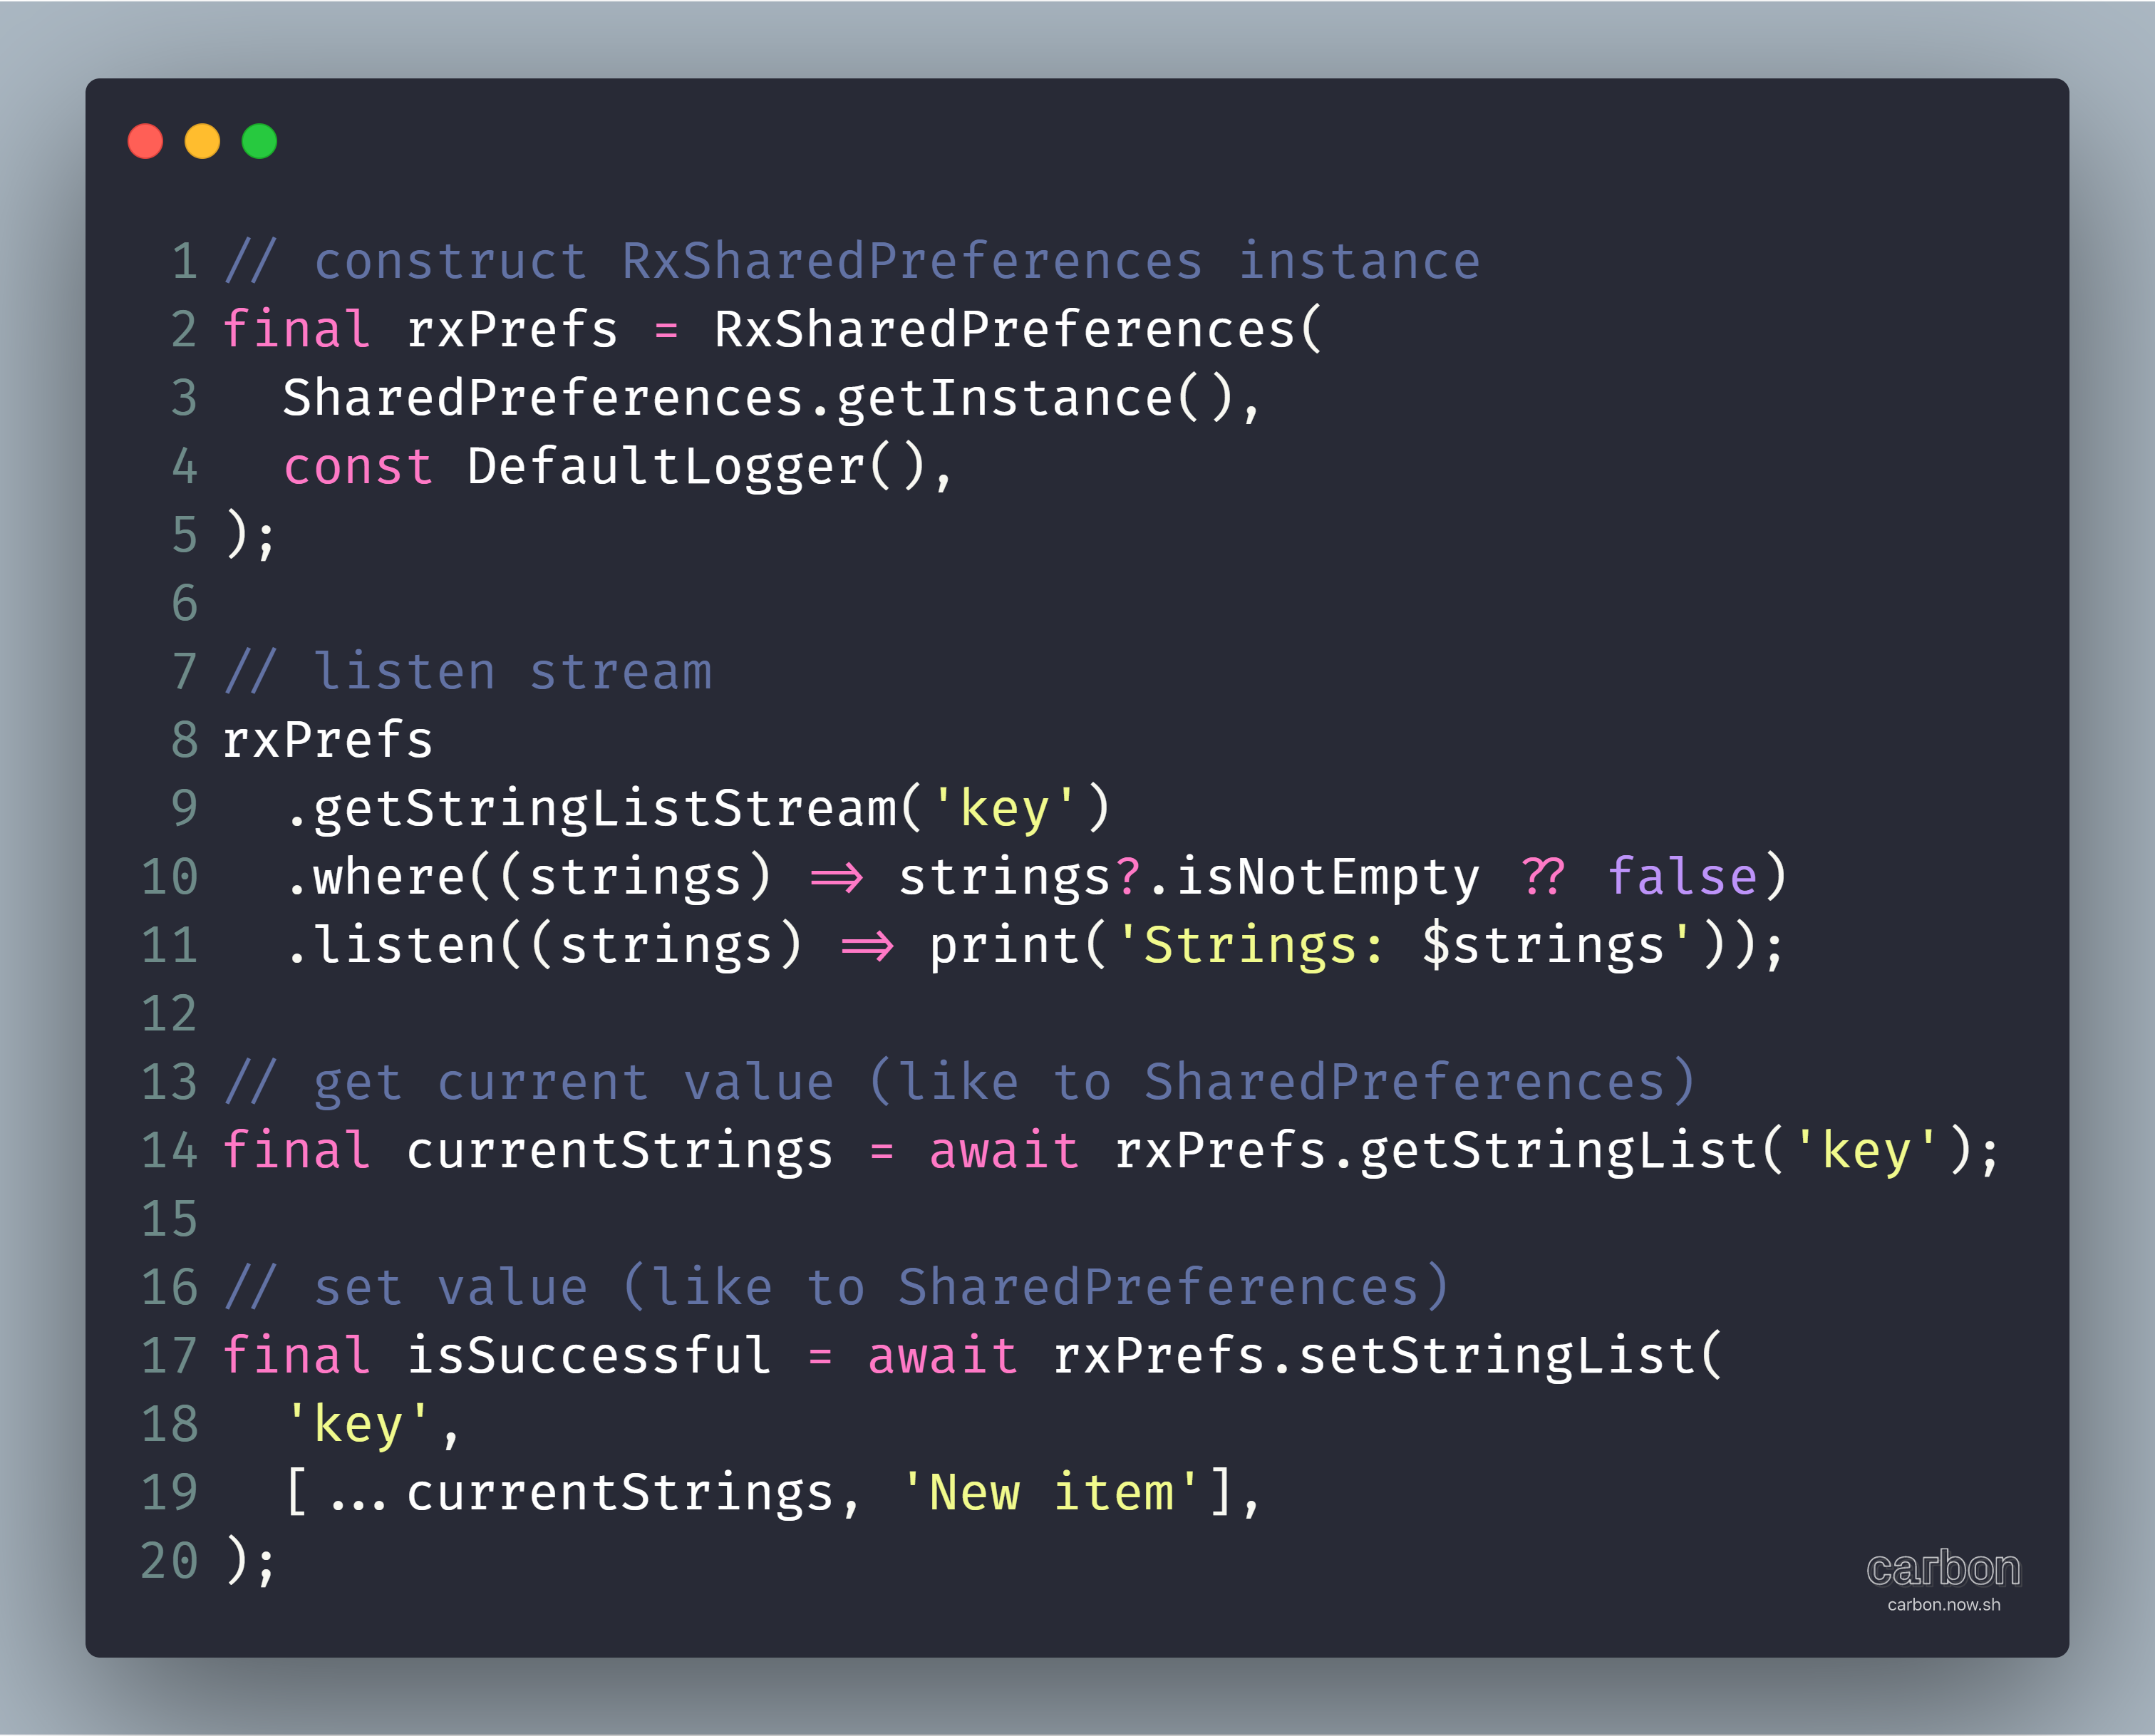 1 // construct RxSharedPreferences instance
2 final rxPrefs = RxSharedPreferences(
3   SharedPreferences.getInstance(),
4   const DefaultLogger(),
5 );
6
7 // listen stream
8 rxPrefs
9   .getStringListStream('key')
10   .where((strings) => strings?.isNotEmpty ?? false)
11   .listen((strings) => print('Strings: $strings'));
12
13 // get current value (like to SharedPreferences)
14 final currentStrings = await rxPrefs.getStringList('key');
15
16 // set value (like to SharedPreferences)
17 final isSuccessful = await rxPrefs.setStringList(
18   'key',
19   [...currentStrings, 'New item'],
20 );
carbon
carbon.now.sh